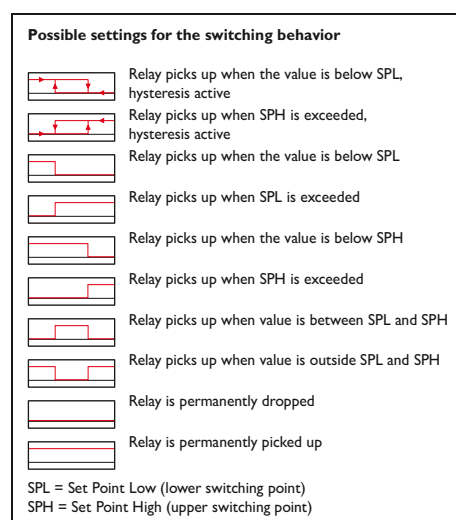 Possible settings for the switching behavior
Relay picks up when the value is below SPL,
hysteresis active
Relay picks up when SPH is exceeded,
hysteresis active
Relay picks up when the value is below SPL
Relay picks up when SPL is exceeded
Relay picks up when the value is below SPH
Relay picks up when SPH is exceeded
Relay picks up when value is between SPL and SPH
Relay picks up when value is outside SPL and SPH
Relay is permanently dropped
Relay is permanently picked up
SPL = Set Point Low (lower switching point)
SPH = Set Point High (upper switching point)